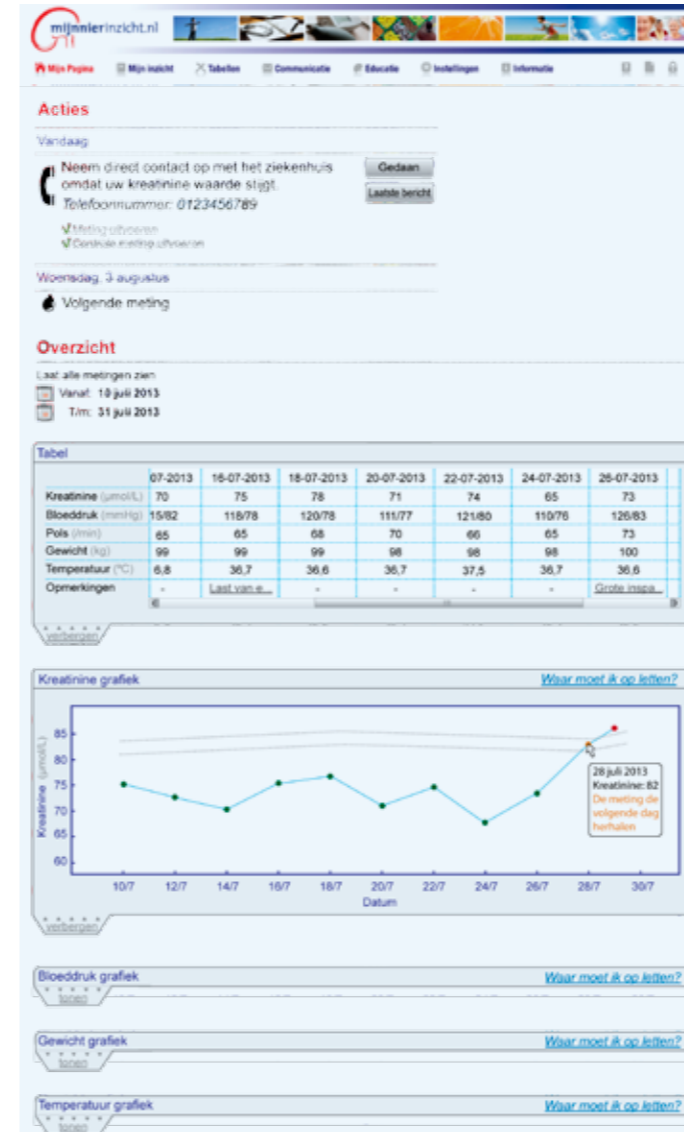 mijnnierinzicht.nl
Mijn Pagina Mijn inzicht Tabellen Communicatie Educatie Instellingen Informatie
Acties
Vandaag
Neem direct contact op met het ziekenhuis
omdat uw kreatinine waarde stijgt.
Telefoonnummer: 0123456789
Gedaan
Laatste bericht
Meting uitvoeren
Controle meting uitvoeren
Woensdag, 3 augustus
Volgende meting
Overzicht
Laat alle metingen zien
Vanaf: 10 juli 2013
T/m: 31 juli 2013
Tabel
07-2013 16-07-2013 18-07-2013 20-07-2013 22-07-2013 24-07-2013 26-07-2013
Kreatinine (µmol/L) 70 75 78 71 74 65 73
Bloeddruk (mmHg) 15/82 118/78 120/78 111/77 121/80 110/76 126/83
Pols (/min) 65 65 68 70 66 65 73
Gewicht (kg) 99 99 99 98 98 98 100
Temperatuur (°C) 6,8 36,7 36,6 36,7 37,5 36,7 36,6
Opmerkingen - Last van e... - - - - Grote inspa...
verbergen
Kreatinine grafiek Waar moet ik op letten?
Kreatinine (µmol/L)
85
80
75
70
65
60
28 juli 2013
Kreatinine: 82
De meting de
volgende dag
herhalen
10/7 12/7 14/7 16/7 18/7 20/7 22/7 24/7 26/7 28/7 30/7
Datum
verbergen
Bloeddruk grafiek Waar moet ik op letten?
tonen
Gewicht grafiek Waar moet ik op letten?
tonen
Temperatuur grafiek Waar moet ik op letten?
tonen